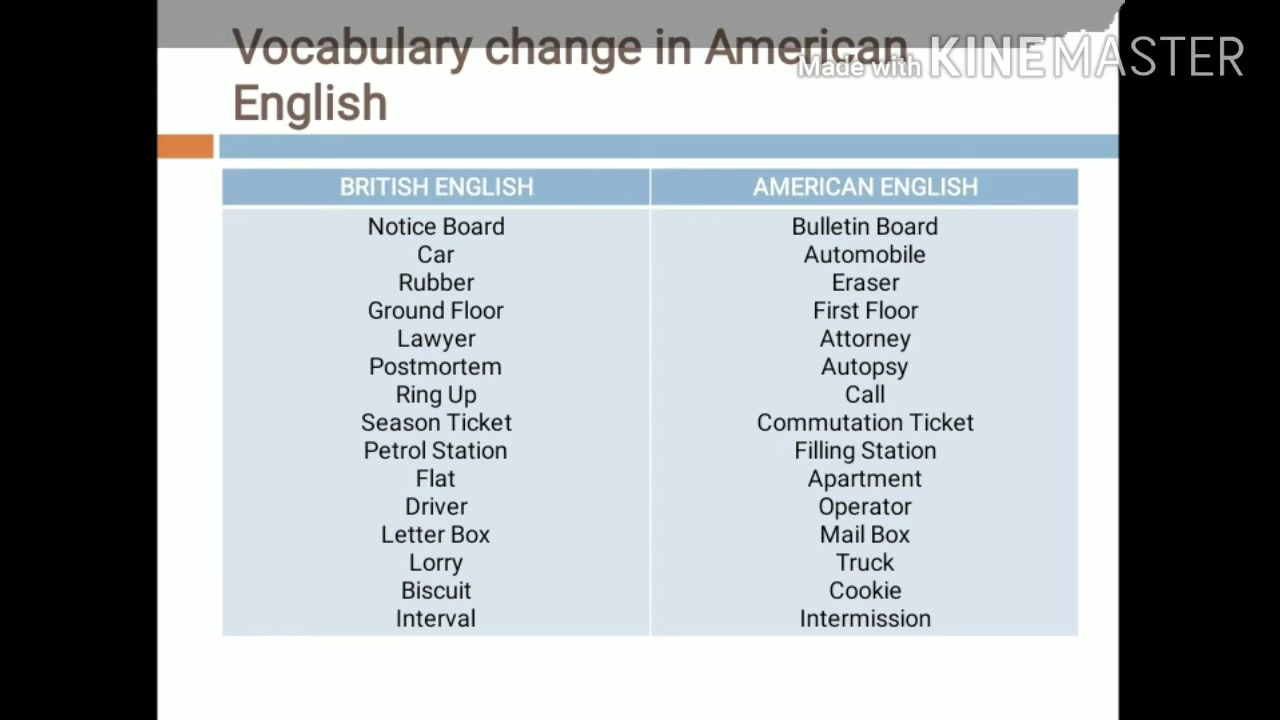 Vocabulary change in American
English
Made with KINEMASTER
BRITISH ENGLISH AMERICAN ENGLISH
Notice Board Bulletin Board
Car Automobile
Rubber Eraser
Ground Floor First Floor
Lawyer Attorney
Postmortem Autopsy
Ring Up Call
Season Ticket Commutation Ticket
Petrol Station Filling Station
Flat Apartment
Driver Operator
Letter Box Mail Box
Lorry Truck
Biscuit Cookie
Interval Intermission